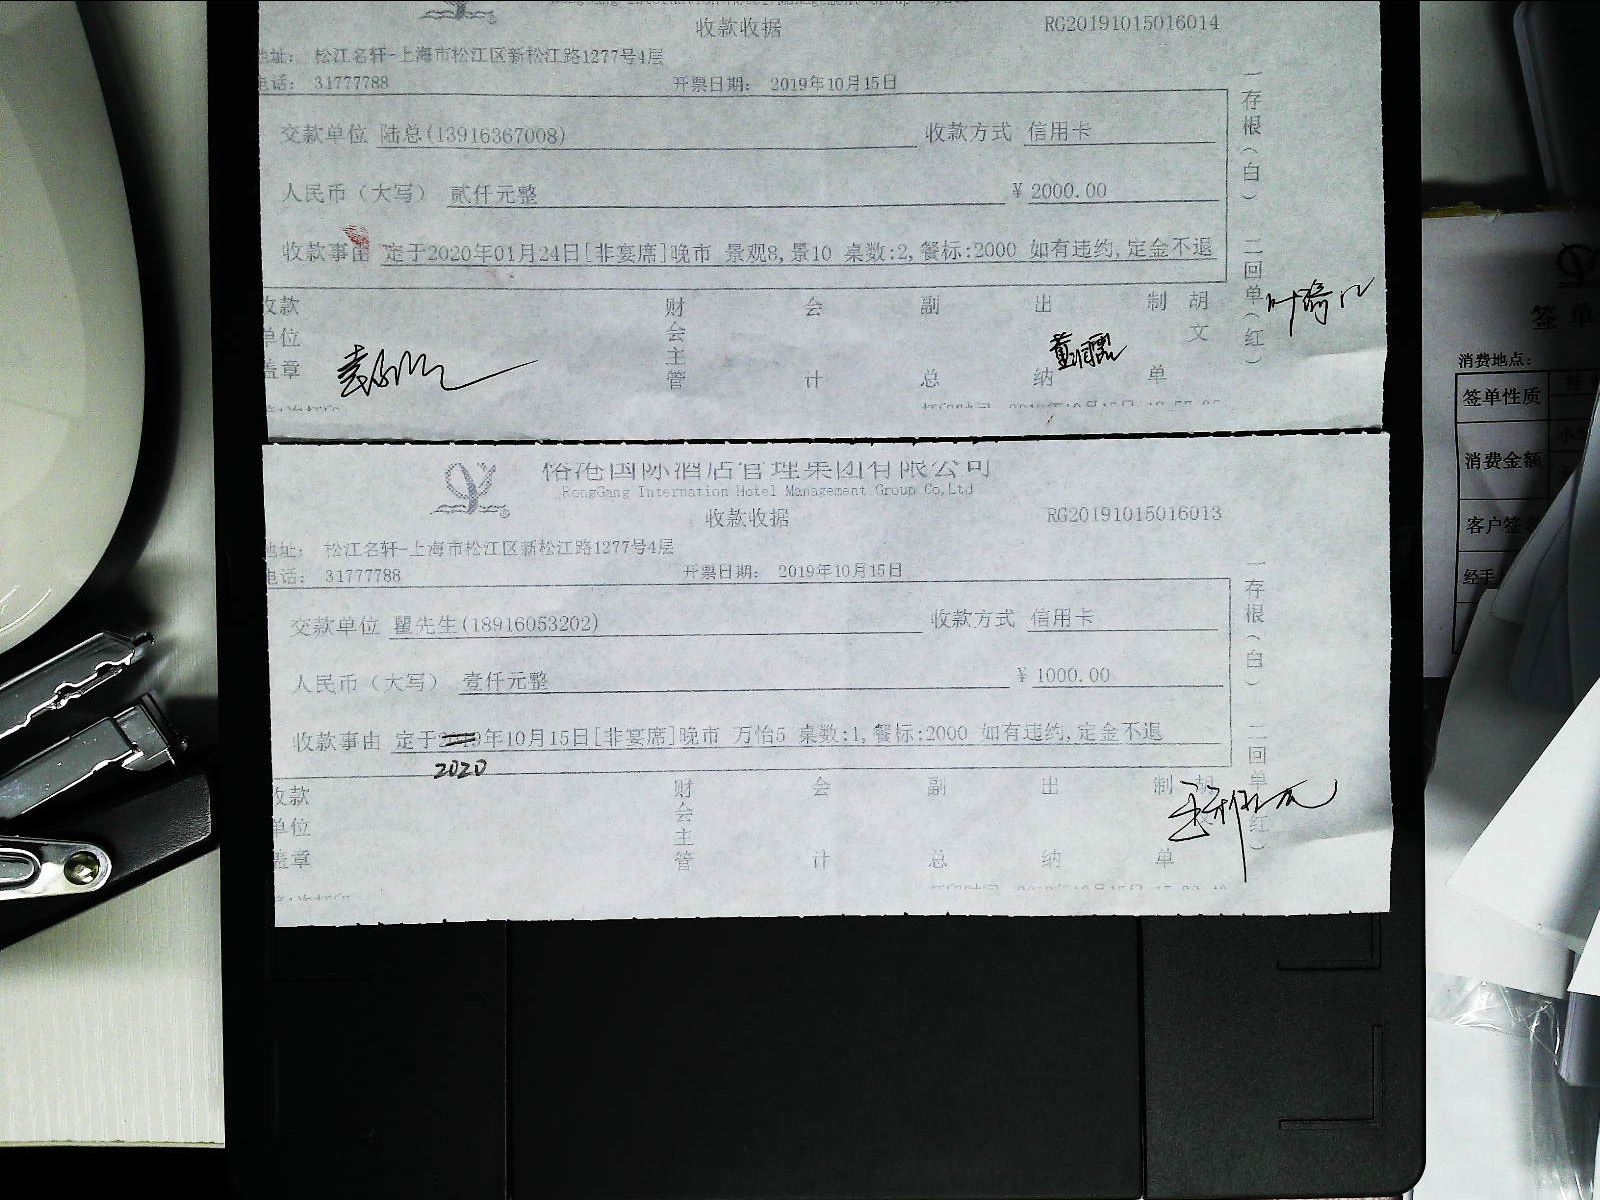 收款收据 RG20191015016014
地址： 松江名轩-上海市松江区新松江路1277号4层
电话： 31777788 开票日期： 2019年10月15日
交款单位 陆总(13916367008) 收款方式 信用卡
人民币（大写） 贰仟元整 ¥ 2000.00
收款事由 定于2020年01月24日[非宴席]晚市 景观8,景10 桌数:2,餐标:2000 如有违约,定金不退
收款单位盖章 财会主管 会计 副总 出纳 制单 胡文
一存根（白） 二回单（红）
裕港国际酒店管理集团有限公司
RongGang Internation Hotel Management Group Co,Ltd
收款收据 RG20191015016013
地址： 松江名轩-上海市松江区新松江路1277号4层
电话： 31777788 开票日期： 2019年10月15日
交款单位 瞿先生(18916053202) 收款方式 信用卡
人民币（大写） 壹仟元整 ¥ 1000.00
收款事由 定于2019年10月15日[非宴席]晚市 万怡5 桌数:1,餐标:2000 如有违约,定金不退
2020
收款单位盖章 财会主管 会计 副总 出纳 制单 胡
一存根（白） 二回单（红）
签单
消费地点：
签单性质
消费金额
客户签名
经手